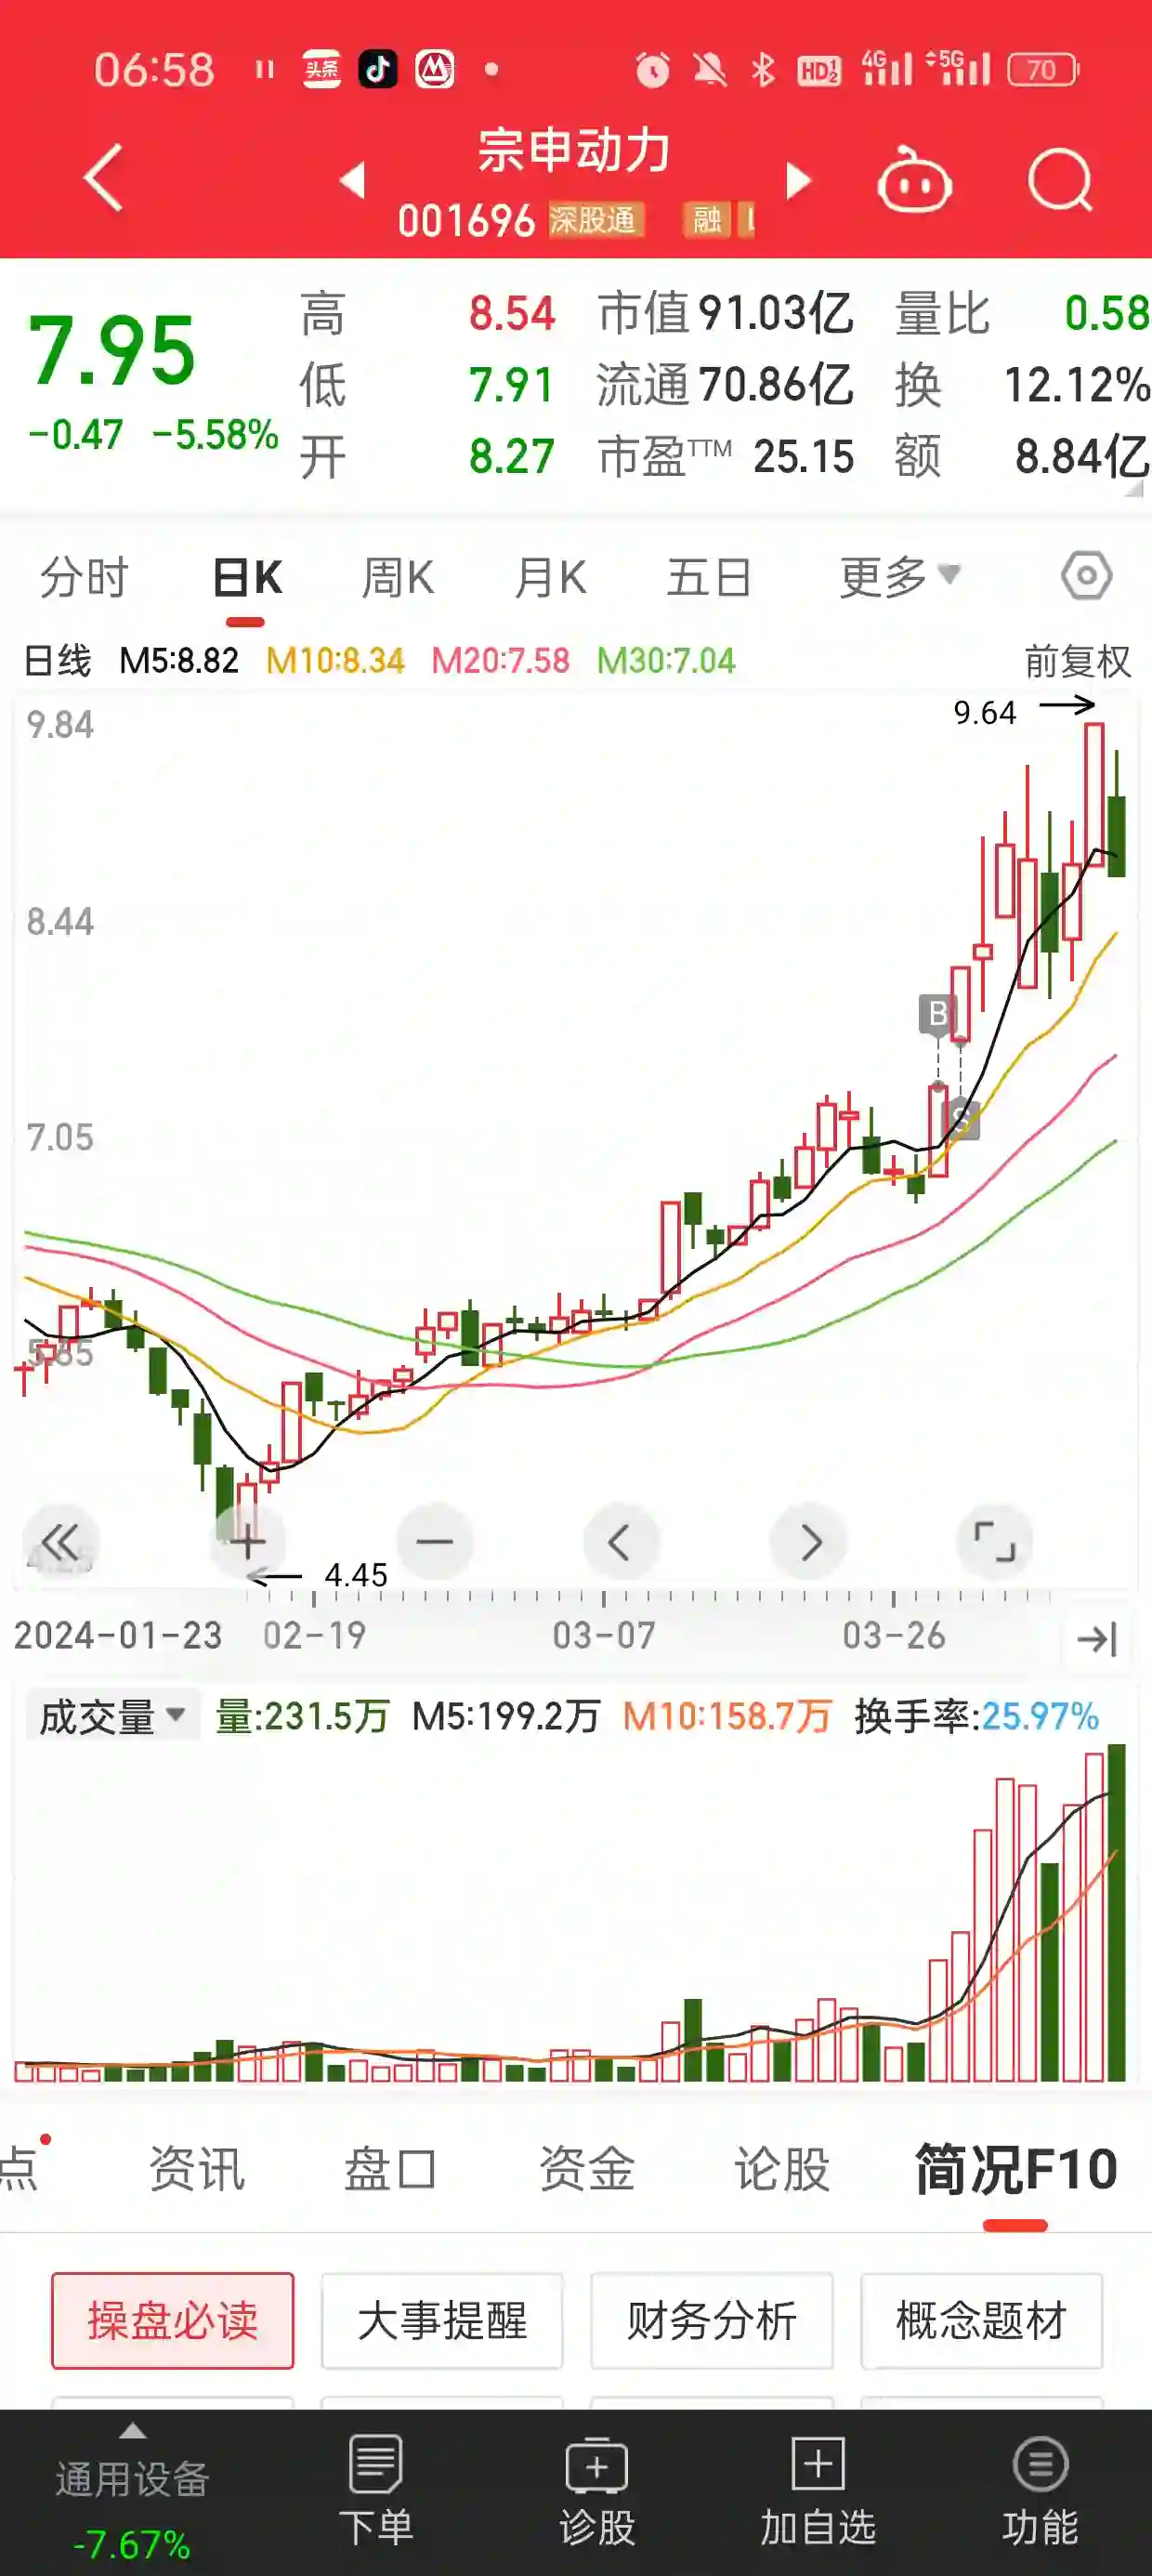 06:58 头条 HD 1 2 4G 5G 70
宗申动力
001696 深股通 融
7.95
-0.47 -5.58%
高 8.54 市值 91.03亿 量比 0.58
低 7.91 流通 70.86亿 换 12.12%
开 8.27 市盈TTM 25.15 额 8.84亿
分时 日K 周K 月K 五日 更多
日线 M5:8.82 M10:8.34 M20:7.58 M30:7.04 前复权
9.84
9.64
8.44
B
7.05
S
5.65
4.45
2024-01-23 02-19 03-07 03-26
成交量 量:231.5万 M5:199.2万 M10:158.7万 换手率:25.97%
点 资讯 盘口 资金 论股 简况F10
操盘必读 大事提醒 财务分析 概念题材
通用设备 下单 诊股 加自选 功能
-7.67%